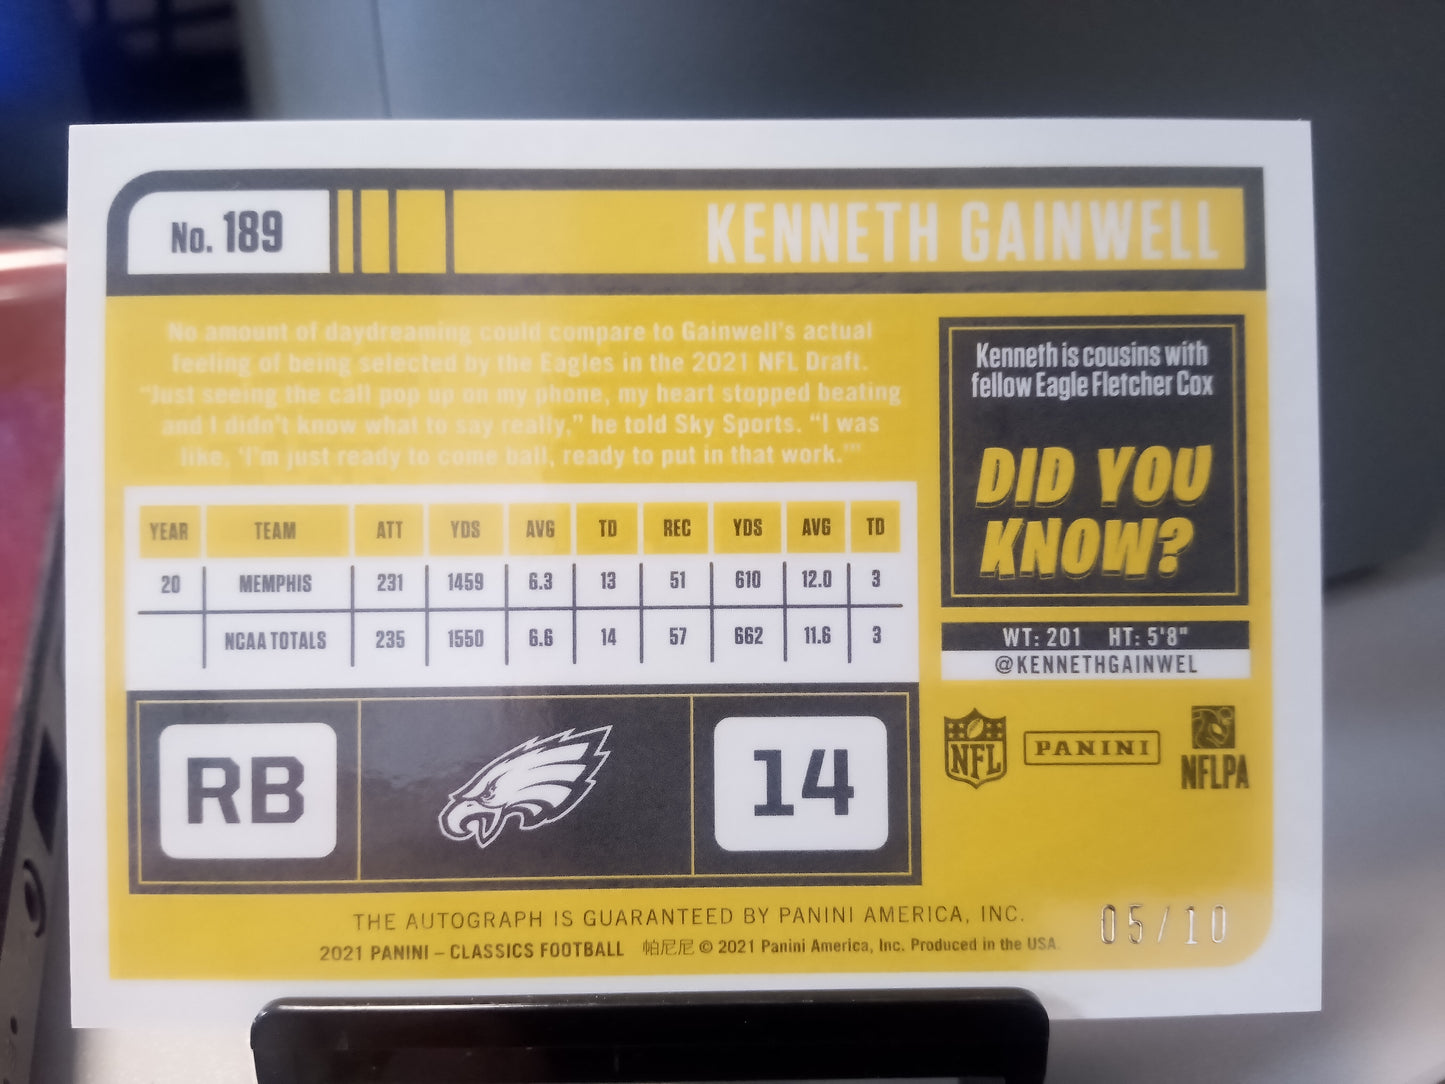 No. 189
KENNETH GAINWELL
No amount of daydreaming could compare to Gainwell's actual
feeling of being selected by the Eagles in the 2021 NFL Draft.
"Just seeing the call pop up on my phone, my heart stopped beating
and I didn't know what to say really," he told Sky Sports. "I was
like, 'I'm just ready to come ball, ready to put in that work.'"
Kenneth is cousins with
fellow Eagle Fletcher Cox
DID YOU
KNOW?
YEAR TEAM ATT YDS AVG TD REC YDS AVG TD
20 MEMPHIS 231 1459 6.3 13 51 610 12.0 3
NCAA TOTALS 235 1550 6.6 14 57 662 11.6 3
WT: 201 HT: 5'8"
@KENNETHGAINWEL
RB
14
NFL
PANINI
NFLPA
THE AUTOGRAPH IS GUARANTEED BY PANINI AMERICA, INC.
05/10
2021 PANINI – CLASSICS FOOTBALL 帕尼尼 © 2021 Panini America, Inc. Produced in the USA.